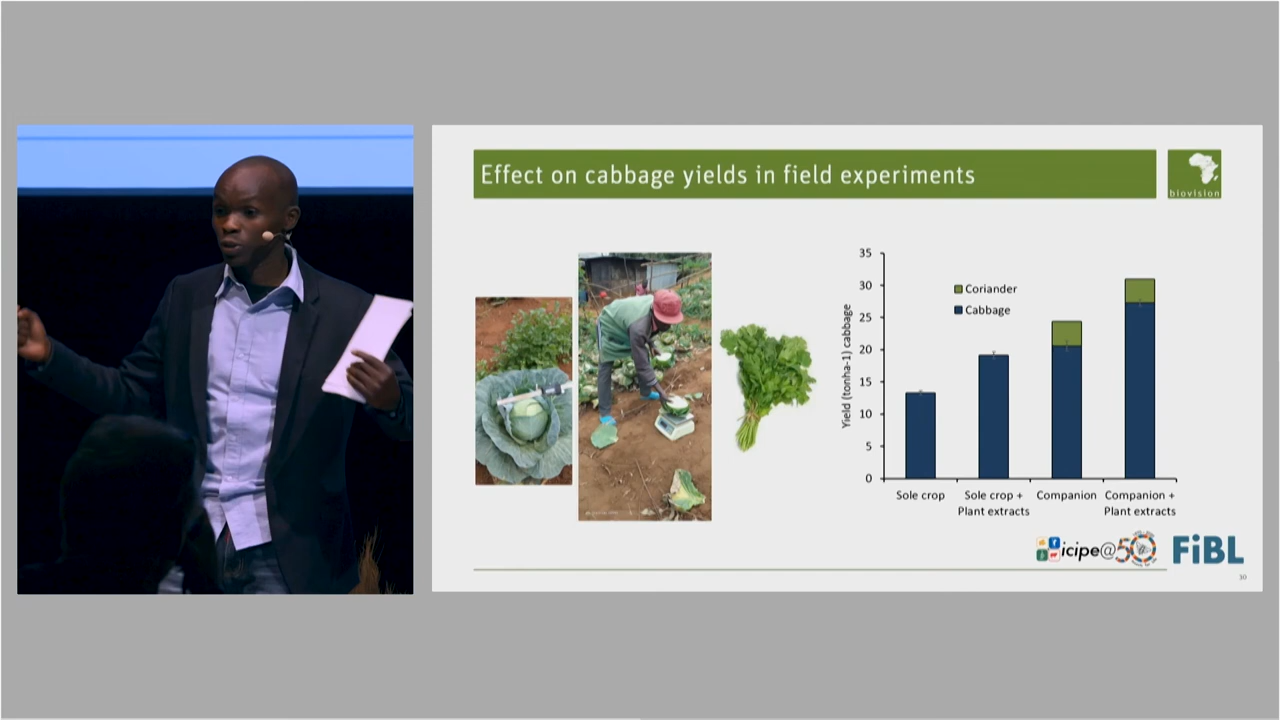 Effect on cabbage yields in field experiments
biovision
35
30
25
20
15
10
5
0
Yield (tonha-1) cabbage
Coriander
Cabbage
Sole crop
Sole crop +
Plant extracts
Companion
Companion +
Plant extracts
icipe@50
FiBL
30